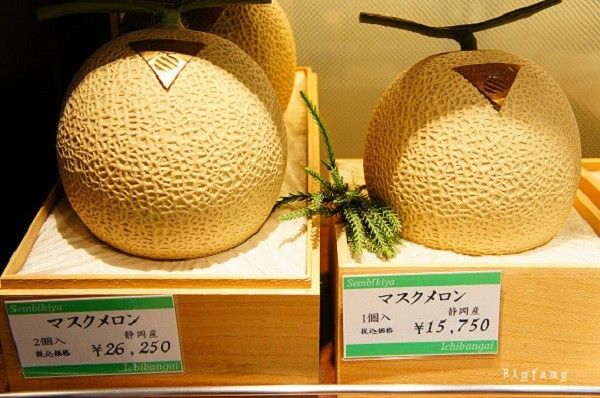 Sembikiya
マスクメロン
静岡産
2個入
税込価格
¥26,250
Ichibangai
Sembikiya
マスクメロン
静岡産
1個入
税込価格
¥15,750
Ichibangai
Bigfang